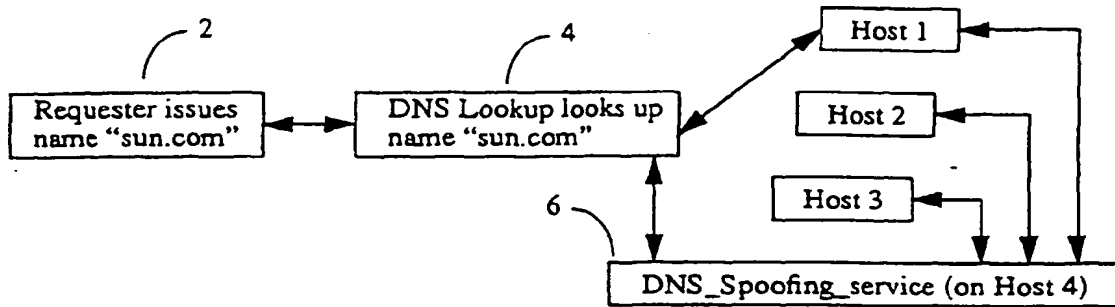 2
4
Host 1
Requester issues
name "sun.com"
DNS Lookup looks up
name "sun.com"
Host 2
Host 3
6
DNS_Spoofing_service (on Host 4)